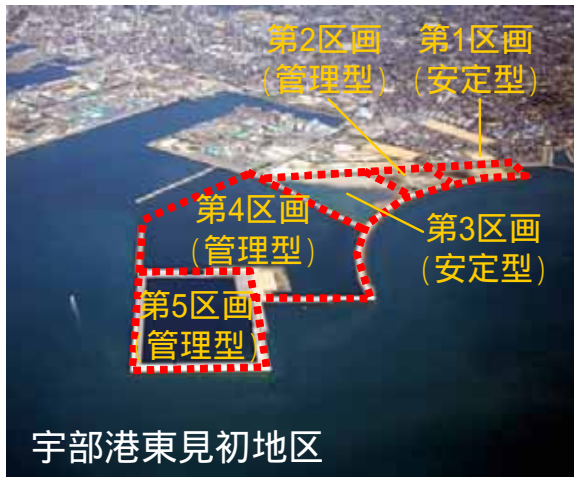 第2区画
(管理型)
第1区画
(安定型)
第4区画
(管理型)
第3区画
(安定型)
第5区画
(管理型)
宇部港東見初地区